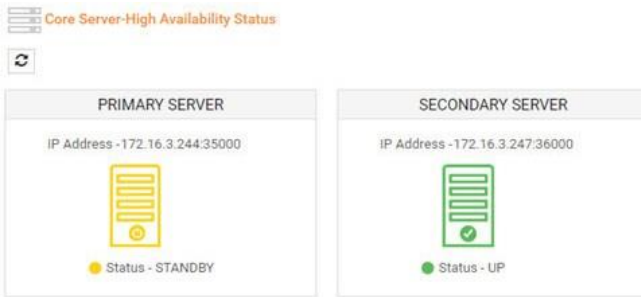 Core Server-High Availability Status
PRIMARY SERVER
IP Address -172.16.3.244:35000
Status - STANDBY
SECONDARY SERVER
IP Address -172.16.3.247:36000
Status - UP